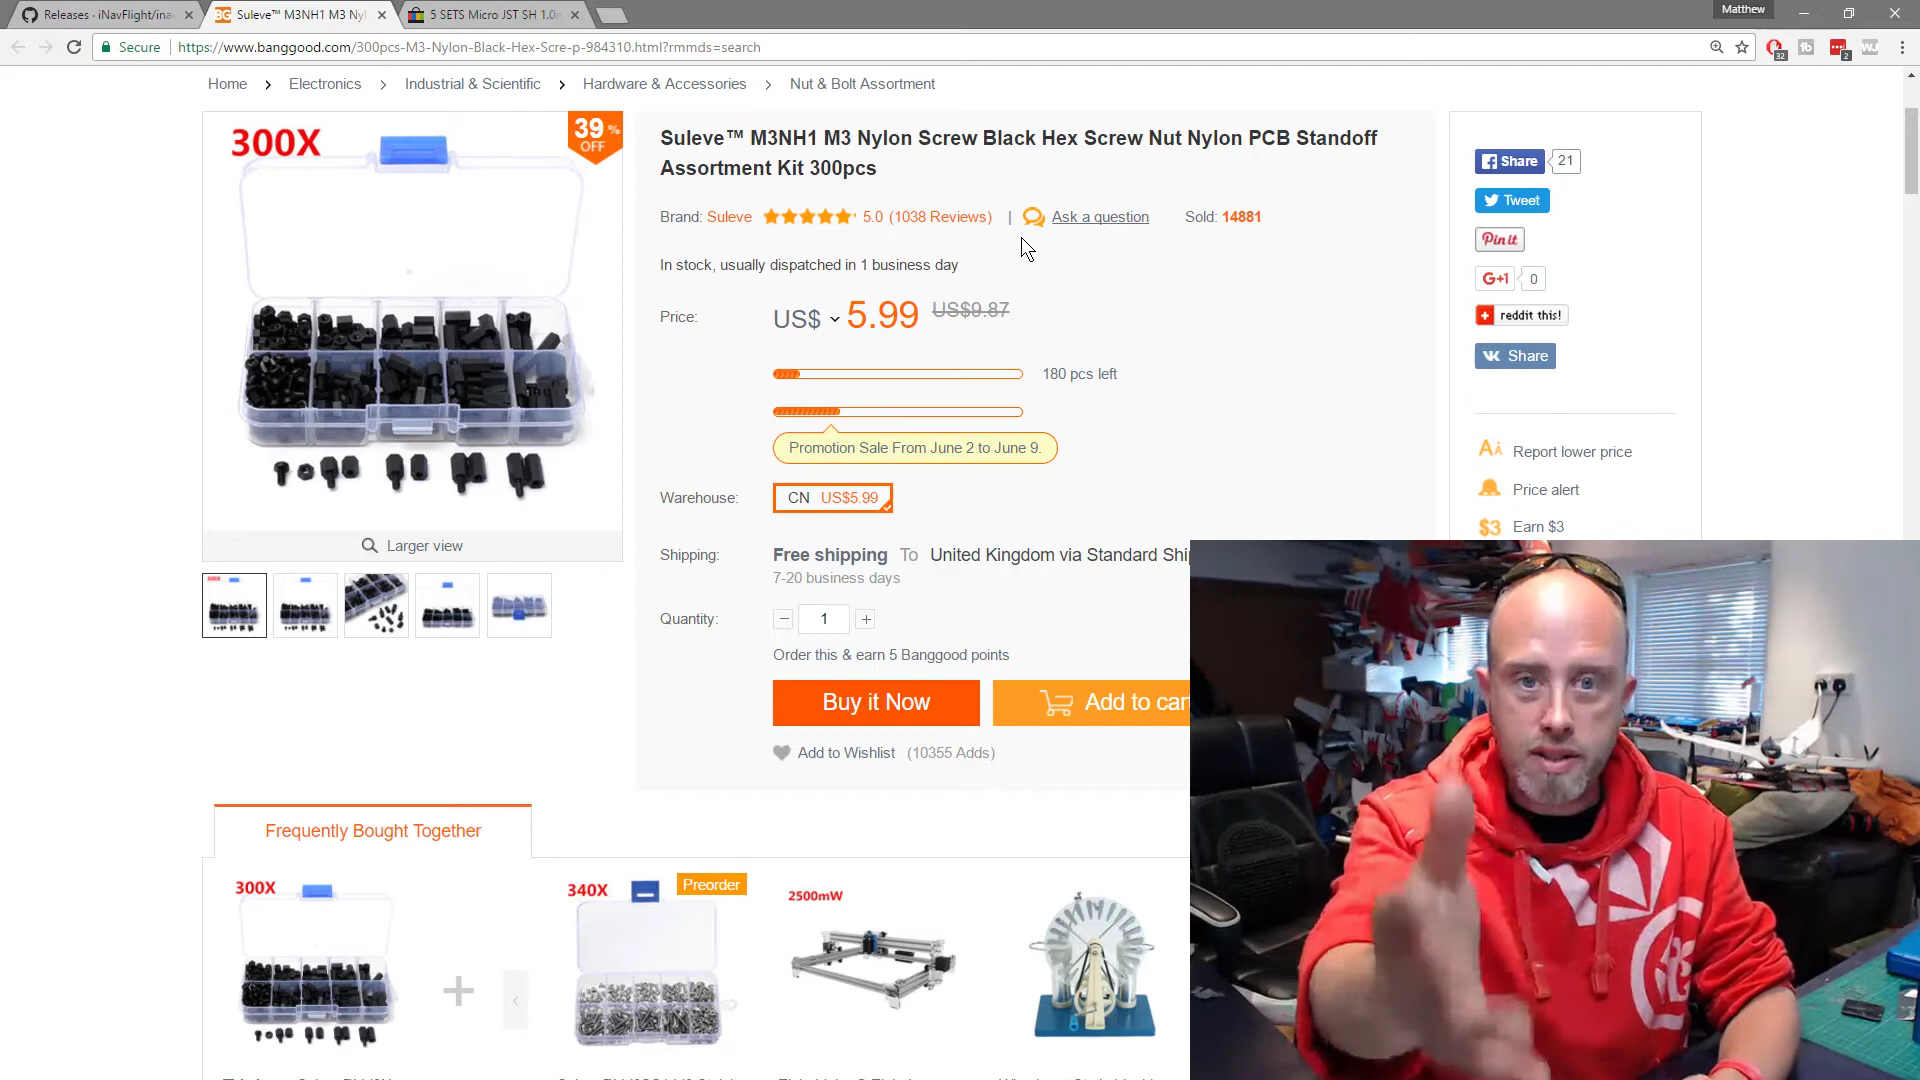 Releases · iNavFlight/ina
Suleve™ M3NH1 M3 Nyl
5 SETS Micro JST SH 1.0
Matthew
Secure
https://www.banggood.com/300pcs-M3-Nylon-Black-Hex-Scre-p-984310.html?rmmds=search
32
2
Home > Electronics > Industrial & Scientific > Hardware & Accessories > Nut & Bolt Assortment
300X
39 %
OFF
Larger view
Suleve™ M3NH1 M3 Nylon Screw Black Hex Screw Nut Nylon PCB Standoff
Assortment Kit 300pcs
Brand: Suleve 5.0 (1038 Reviews) | Ask a question Sold: 14881
In stock, usually dispatched in 1 business day
Price: US$ 5.99 US$9.87
180 pcs left
Promotion Sale From June 2 to June 9.
Warehouse: CN US$5.99
Shipping: Free shipping To United Kingdom via Standard Shi
7-20 business days
Quantity: − 1 +
Order this & earn 5 Banggood points
Buy it Now
Add to car
Add to Wishlist (10355 Adds)
Share 21
Tweet
Pin it
G+1 0
reddit this!
Share
Report lower price
Price alert
$3 Earn $3
Frequently Bought Together
300X
340X
Preorder
2500mW